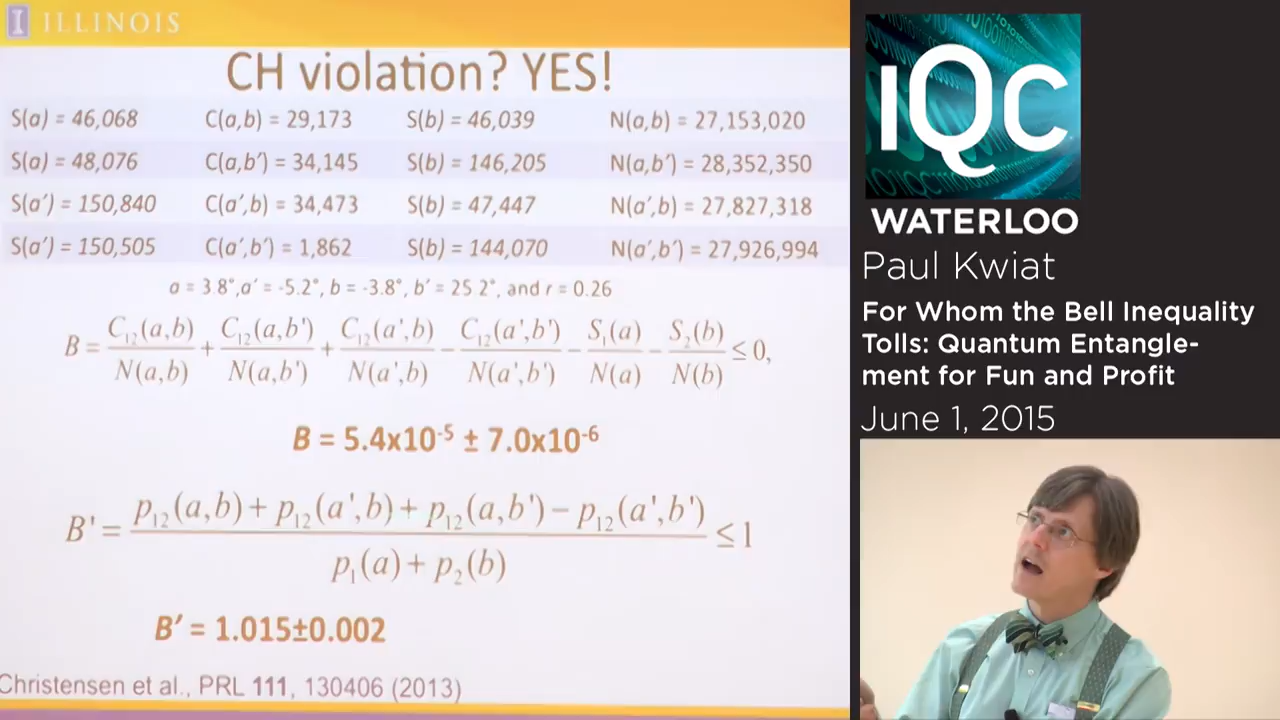 I ILLINOIS
CH violation? YES!
S(a) = 46,068 C(a,b) = 29,173 S(b) = 46,039 N(a,b) = 27,153,020
S(a) = 48,076 C(a,b′) = 34,145 S(b) = 146,205 N(a,b′) = 28,352,350
S(a′) = 150,840 C(a′,b) = 34,473 S(b) = 47,447 N(a′,b) = 27,827,318
S(a′) = 150,505 C(a′,b′) = 1,862 S(b) = 144,070 N(a′,b′) = 27,926,994
a = 3.8°,a′ = -5.2°, b = -3.8°, b′ = 25.2°, and r = 0.26
B = C₁₂(a,b)/N(a,b) + C₁₂(a,b')/N(a,b') + C₁₂(a',b)/N(a',b) − C₁₂(a',b')/N(a',b') − S₁(a)/N(a) − S₂(b)/N(b) ≤ 0,
B = 5.4x10⁻⁵ ± 7.0x10⁻⁶
B' = p₁₂(a,b) + p₁₂(a',b) + p₁₂(a,b') − p₁₂(a',b') / p₁(a) + p₂(b) ≤ 1
B′ = 1.015±0.002
Christensen et al., PRL 111, 130406 (2013)
IQC
WATERLOO
Paul Kwiat
For Whom the Bell Inequality
Tolls: Quantum Entangle-
ment for Fun and Profit
June 1, 2015